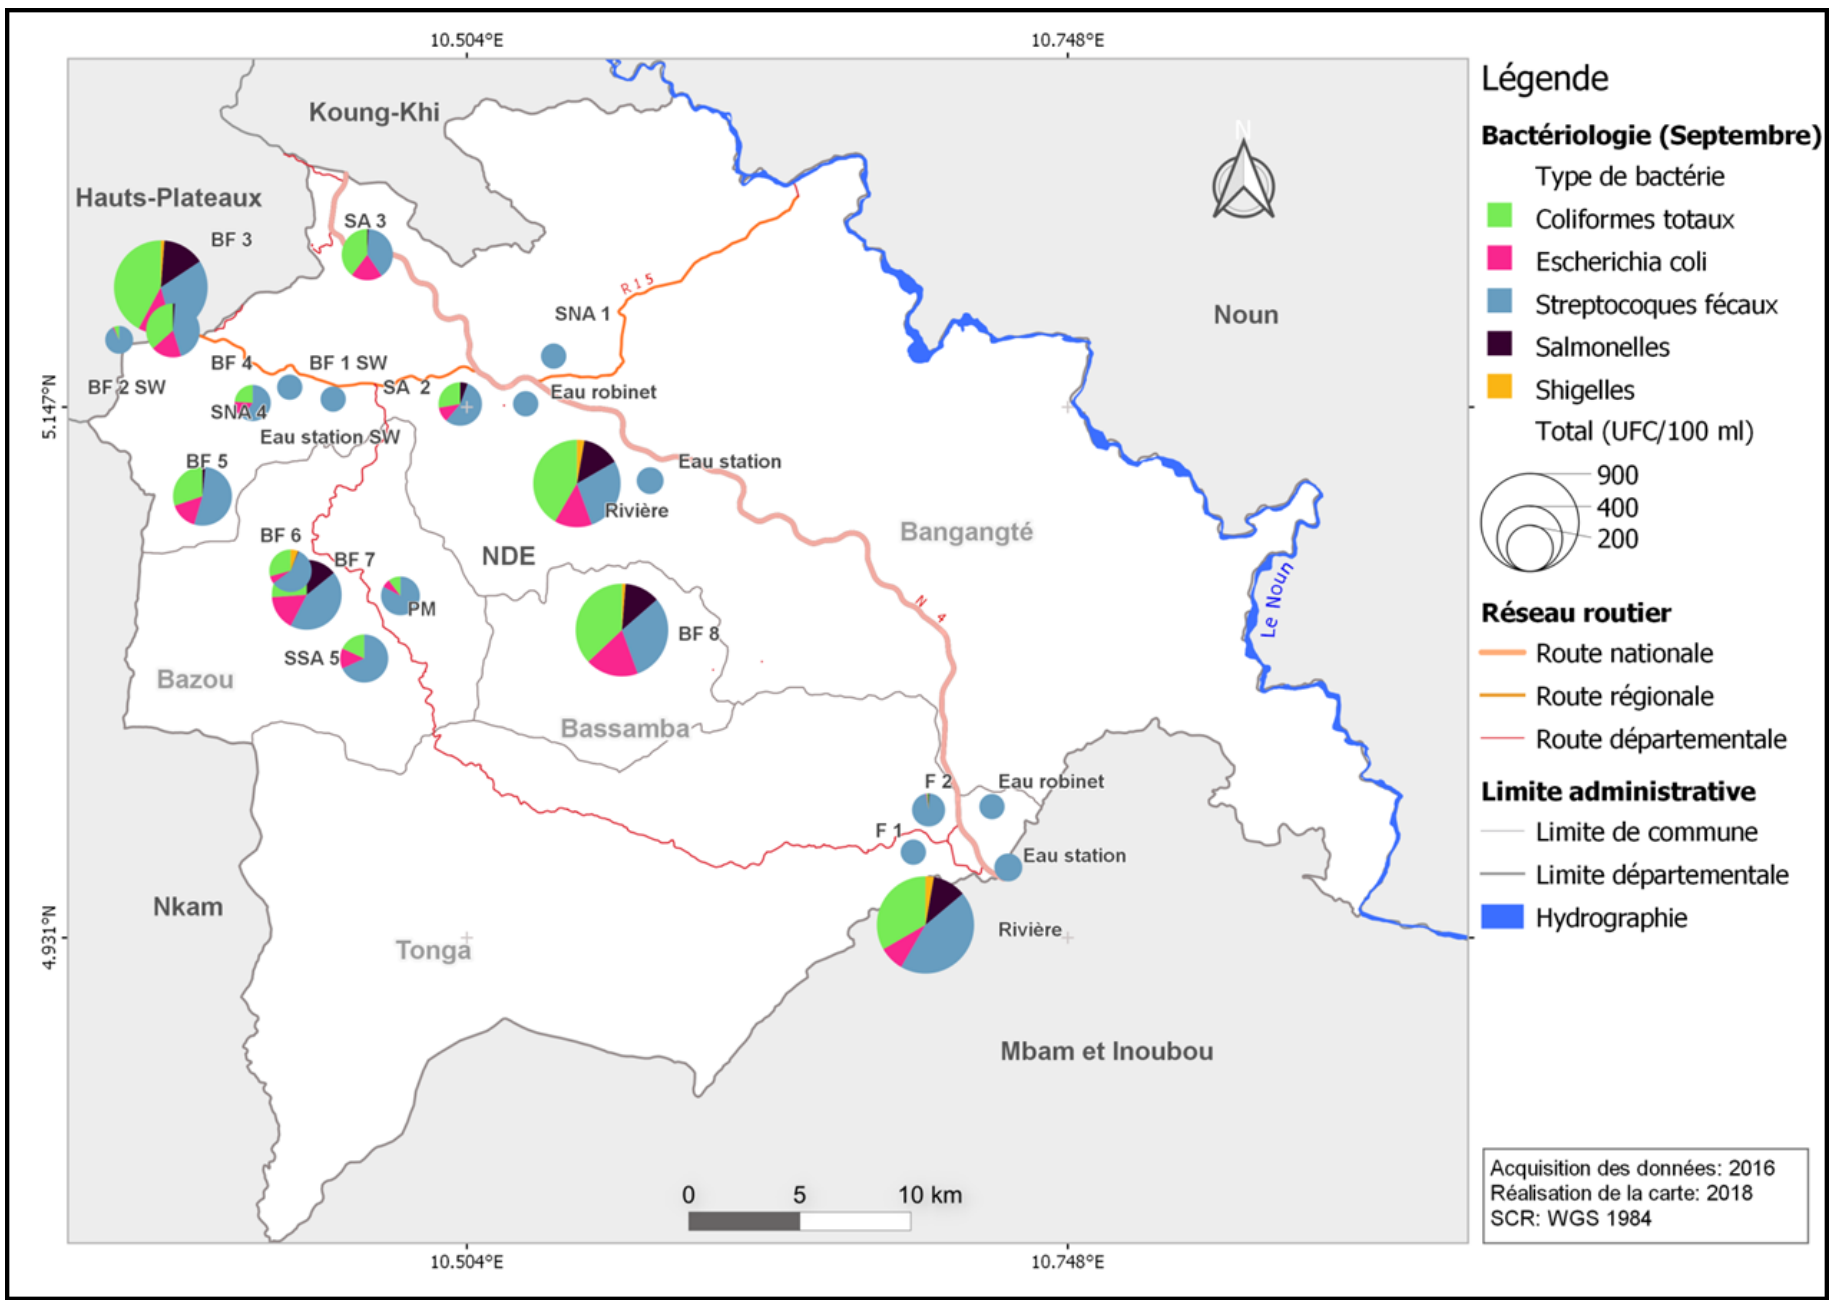 10.504°E
10.748°E
Koung-Khi
Hauts-Plateaux
BF 3
SA 3
N
R 1 5
SNA 1
Noun
BF 4
BF 1 SW
BF 2 SW
SA 2
Eau robinet
SNA 4
5.147°N
Eau station SW
BF 5
Eau station
Rivière
Bangangté
BF 6
BF 7
NDE
PM
N 4
Le Noun
BF 8
SSA 5
Bazou
Bassamba
F 2
Eau robinet
F 1
Eau station
Nkam
Rivière
4.931°N
Tonga
Mbam et Inoubou
0 5 10 km
10.504°E
10.748°E
Légende
Bactériologie (Septembre)
Type de bactérie
Coliformes totaux
Escherichia coli
Streptocoques fécaux
Salmonelles
Shigelles
Total (UFC/100 ml)
900
400
200
Réseau routier
Route nationale
Route régionale
Route départementale
Limite administrative
Limite de commune
Limite départementale
Hydrographie
Acquisition des données: 2016
Réalisation de la carte: 2018
SCR: WGS 1984